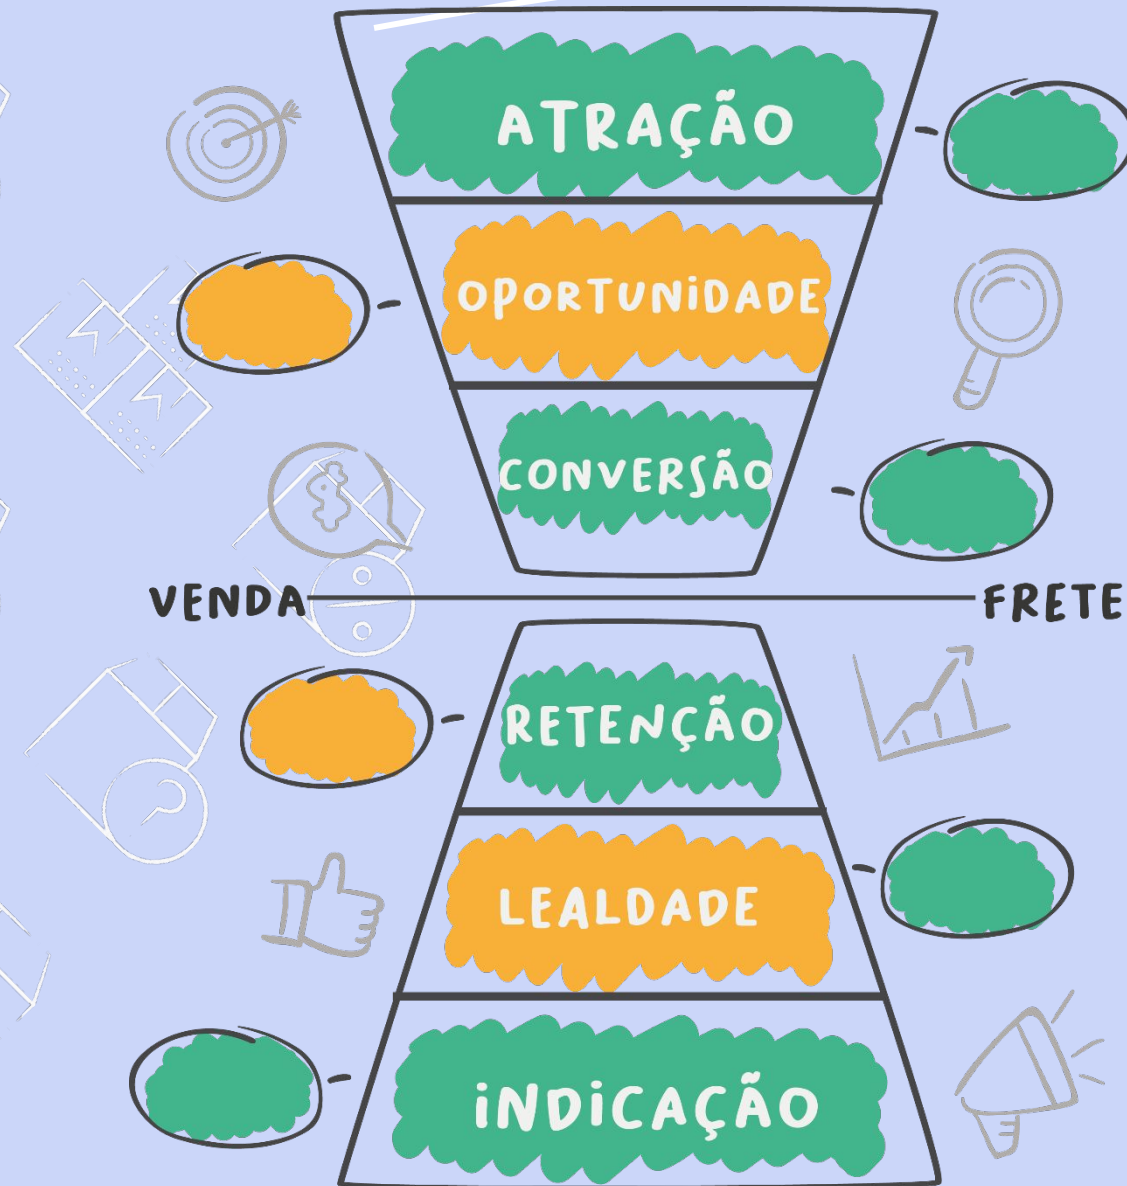 ATRAÇÃO
OPORTUNiDADE
CONVERSÃO
VENDA FRETE
RETENÇÃO
LEALDADE
iNDiCAÇÃO